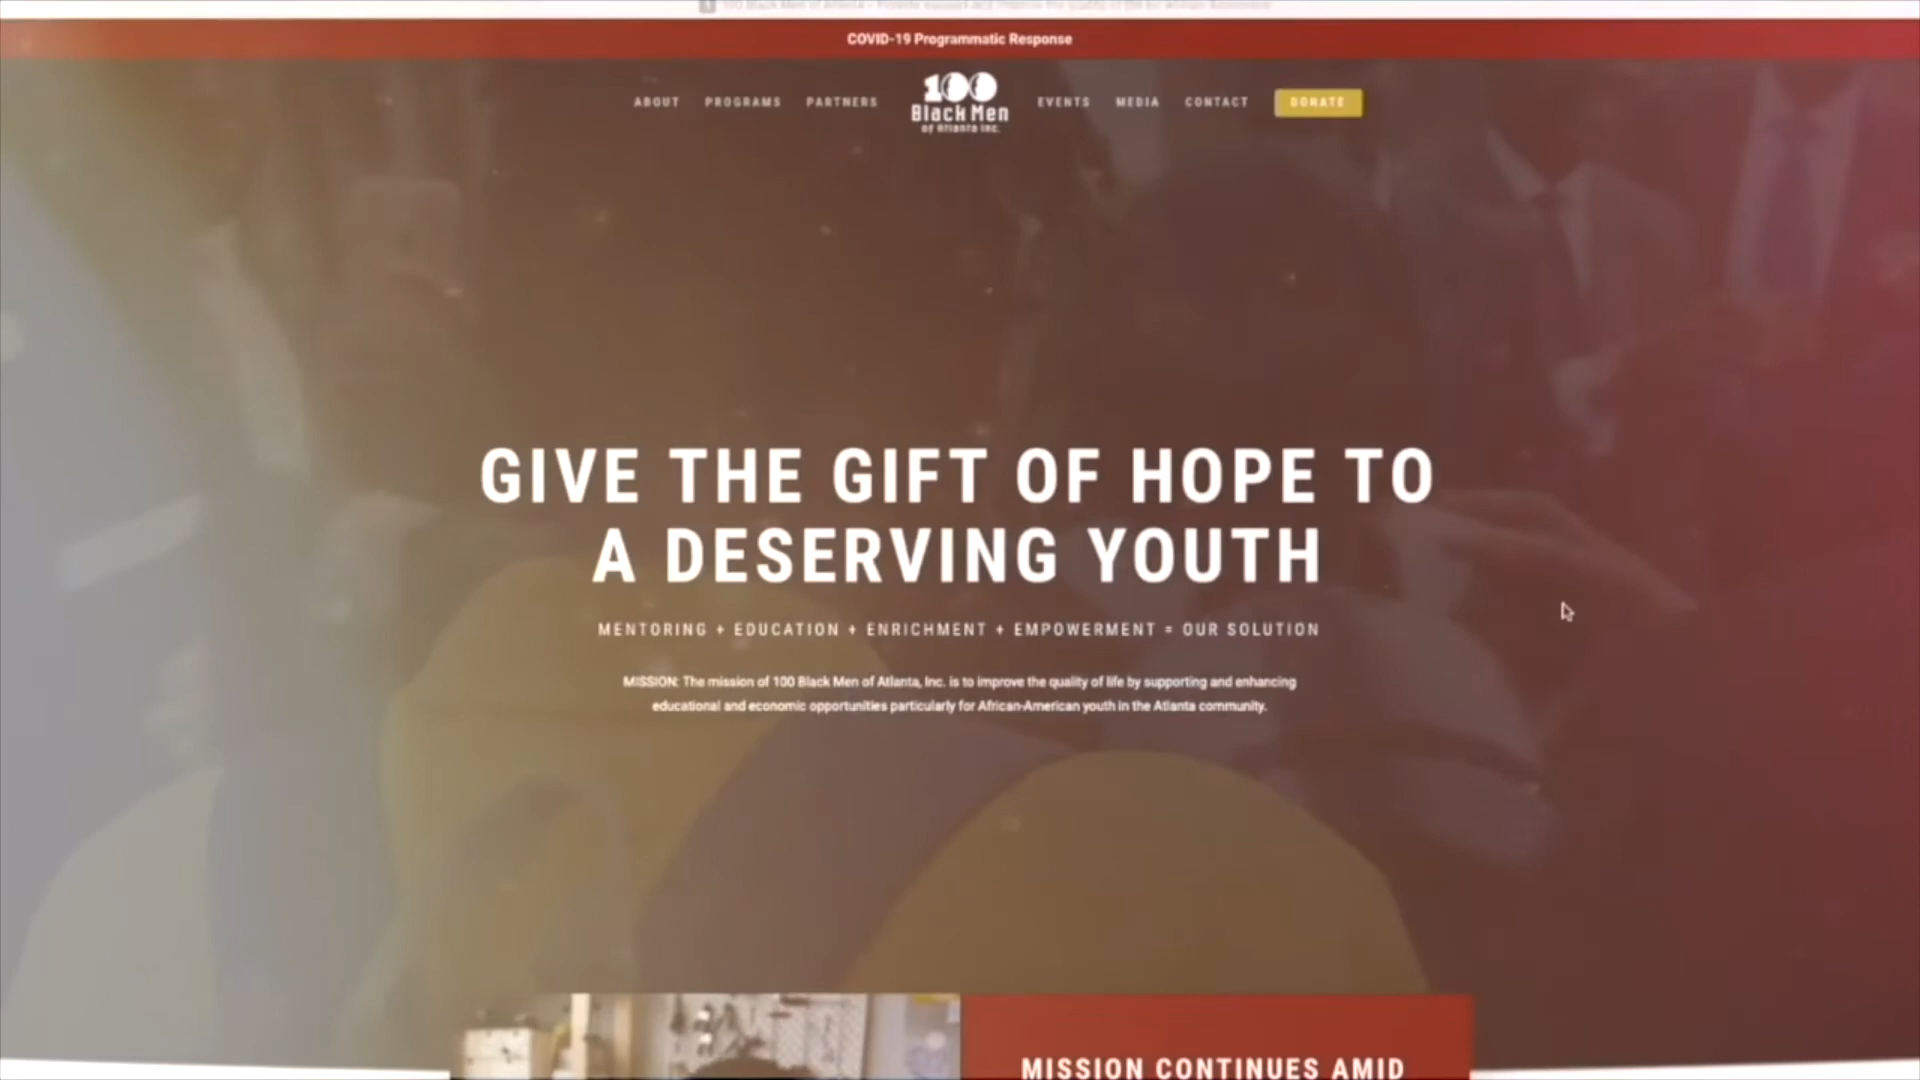 COVID-19 Programmatic Response
ABOUT PROGRAMS PARTNERS
100
Black Men
of Atlanta Inc.
EVENTS MEDIA CONTACT DONATE
GIVE THE GIFT OF HOPE TO
A DESERVING YOUTH
MENTORING + EDUCATION + ENRICHMENT + EMPOWERMENT = OUR SOLUTION
MISSION: The mission of 100 Black Men of Atlanta, Inc. is to improve the quality of life by supporting and enhancing
educational and economic opportunities particularly for African-American youth in the Atlanta community.
MISSION CONTINUES AMID